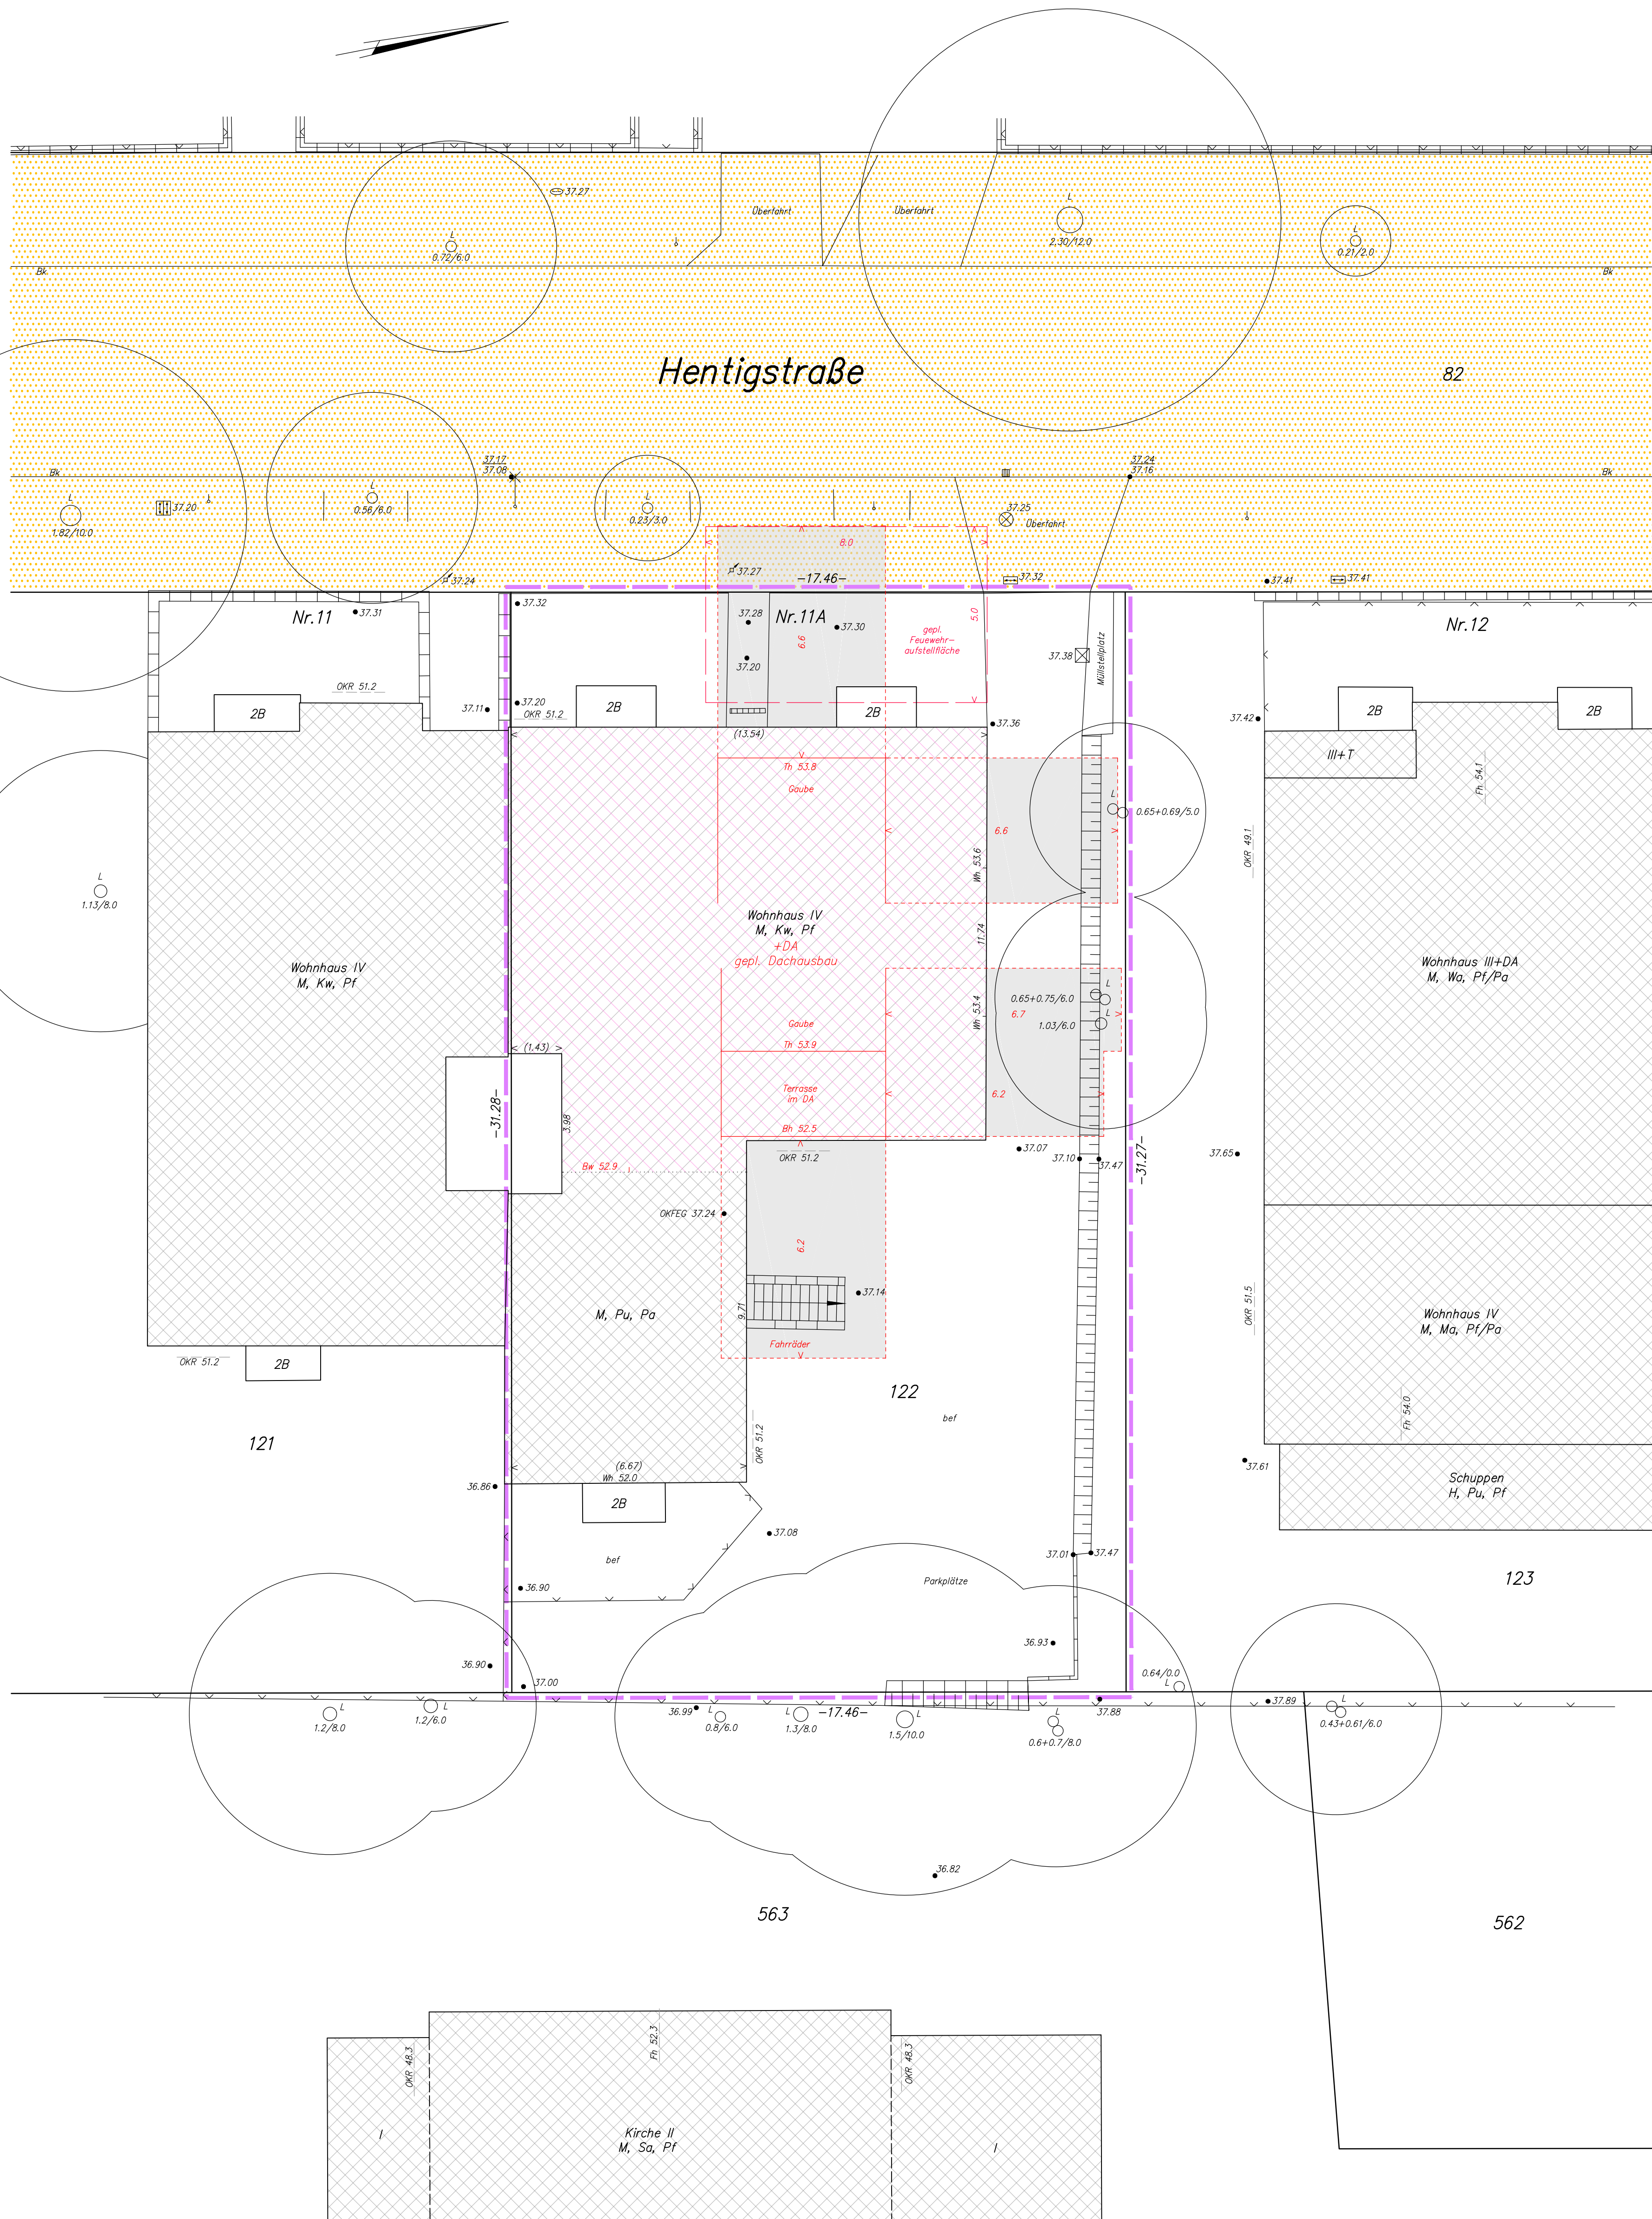 37.27
Überfahrt
Überfahrt
L
0.72/6.0
L
2.30/12.0
L
0.21/2.0
Bk
Bk
Hentigstraße
82
Bk
37.17
37.08
37.24
37.16
Bk
L
1.82/10.0
37.20
L
0.56/6.0
L
0.23/3.0
37.25
Überfahrt
8.0
37.24
37.27
-17.46-
37.32
37.41
37.41
Nr.11
37.31
37.32
37.28
Nr.11A
37.30
6.6
5.0
gepl.
Feuewehr-
aufstellfläche
Nr.12
37.20
37.38
Müllstellplatz
OKR 51.2
2B
37.11
37.20
OKR 51.2
2B
2B
37.36
37.42
2B
2B
(13.54)
III+T
Th 53.8
Gaube
Fh 54.1
L
0.65+0.69/5.0
6.6
OKR 49.1
Wh 53.6
L
1.13/8.0
Wohnhaus IV
M, Kw, Pf
+DA
gepl. Dachausbau
11.74
Wohnhaus IV
M, Kw, Pf
Wohnhaus III+DA
M, Wa, Pf/Pa
L
0.65+0.75/6.0
Wh 53.4
6.7
L
1.03/6.0
Gaube
Th 53.9
(1.43)
-31.28-
3.98
Terrasse
im DA
6.2
Bh 52.5
OKR 51.2
37.07
37.10
37.47
-31.27-
37.65
Bw 52.9
OKFEG 37.24
6.2
37.14
9.71
M, Pu, Pa
Fahrräder
OKR 51.5
Wohnhaus IV
M, Ma, Pf/Pa
OKR 51.2
2B
122
bef
Fh 54.0
121
OKR 51.2
(6.67)
Wh 52.0
37.61
36.86
2B
Schuppen
H, Pu, Pf
37.08
bef
37.01
37.47
36.90
Parkplätze
123
36.93
36.90
37.00
0.64/0.0
L
L
1.2/8.0
1.2/6.0
L
36.99
L
0.8/6.0
L
1.3/8.0
-17.46-
L
1.5/10.0
L
0.6+0.7/8.0
37.88
37.89
L
0.43+0.61/6.0
36.82
563
562
OKR 48.3
Fh 52.3
OKR 48.3
I
Kirche II
M, Sa, Pf
I